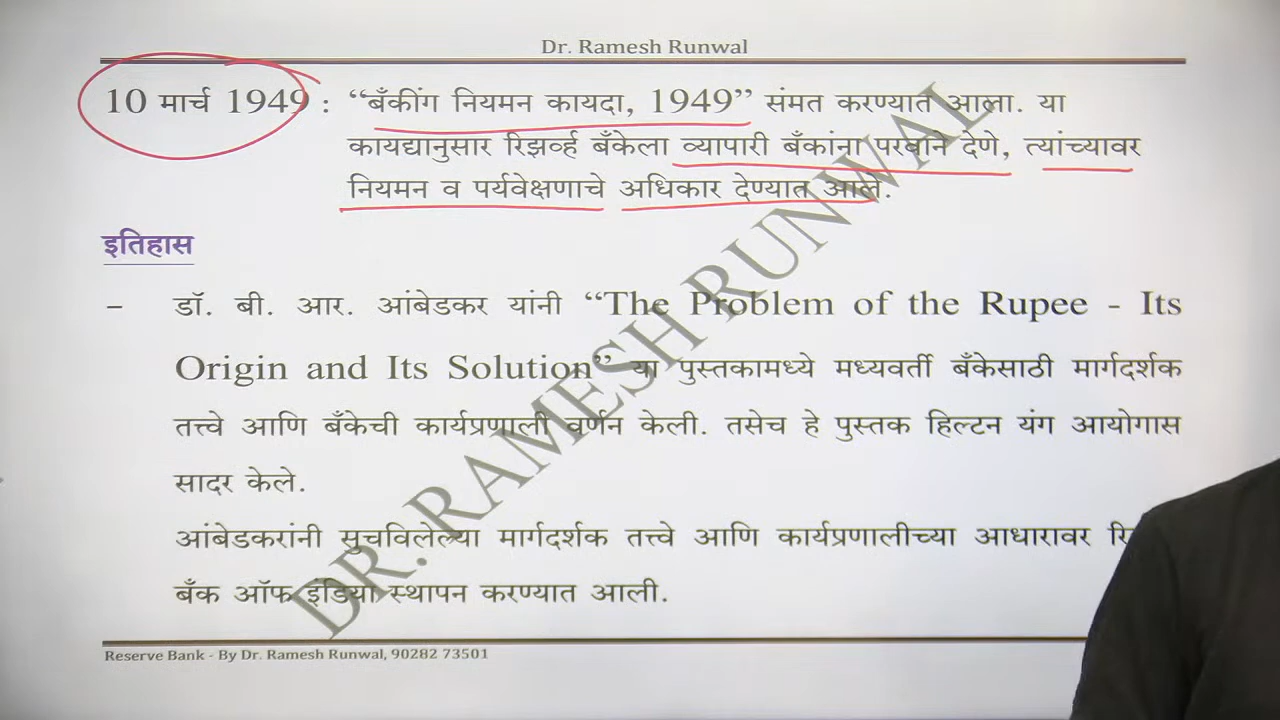 Dr. Ramesh Runwal
10 मार्च 1949 : “बँकींग नियमन कायदा, 1949” संमत करण्यात आला. या
कायद्यानुसार रिझर्व्ह बँकेला व्यापारी बँकांना परवाने देणे, त्यांच्यावर
नियमन व पर्यवेक्षणाचे अधिकार देण्यात आले.
इतिहास
– डॉ. बी. आर. आंबेडकर यांनी “The Problem of the Rupee - Its
Origin and Its Solution” या पुस्तकामध्ये मध्यवर्ती बँकेसाठी मार्गदर्शक
तत्त्वे आणि बँकेची कार्यप्रणाली वर्णन केली. तसेच हे पुस्तक हिल्टन यंग आयोगास
सादर केले.
आंबेडकरांनी सुचविलेल्या मार्गदर्शक तत्त्वे आणि कार्यप्रणालीच्या आधारावर
बँक ऑफ इंडिया स्थापन करण्यात आली.
DR. RAMESH RUNWAL
Reserve Bank - By Dr. Ramesh Runwal, 90282 73501